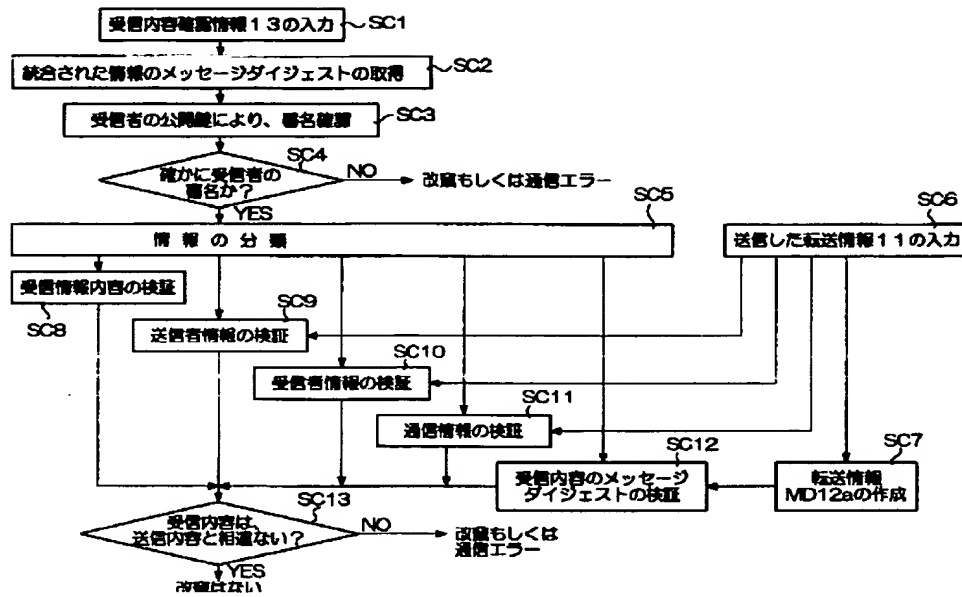 受信内容確認情報13の入力
SC1
統合された情報のメッセージダイジェストの取得
SC2
受信者の公開鍵により、署名確認
SC3
SC4
確かに受信者の
署名か?
NO
改竄もしくは通信エラー
YES
SC5
SC6
情報の分類
送信した転送情報11の入力
受信情報内容の検証
SC8
SC9
送信者情報の検証
SC10
受信者情報の検証
SC11
通信情報の検証
SC12
SC7
受信内容のメッセージ
ダイジェストの検証
転送情報
MD12aの作成
SC13
受信内容は、
送信内容と相違ない?
NO
改竄もしくは
通信エラー
YES
改竄はない